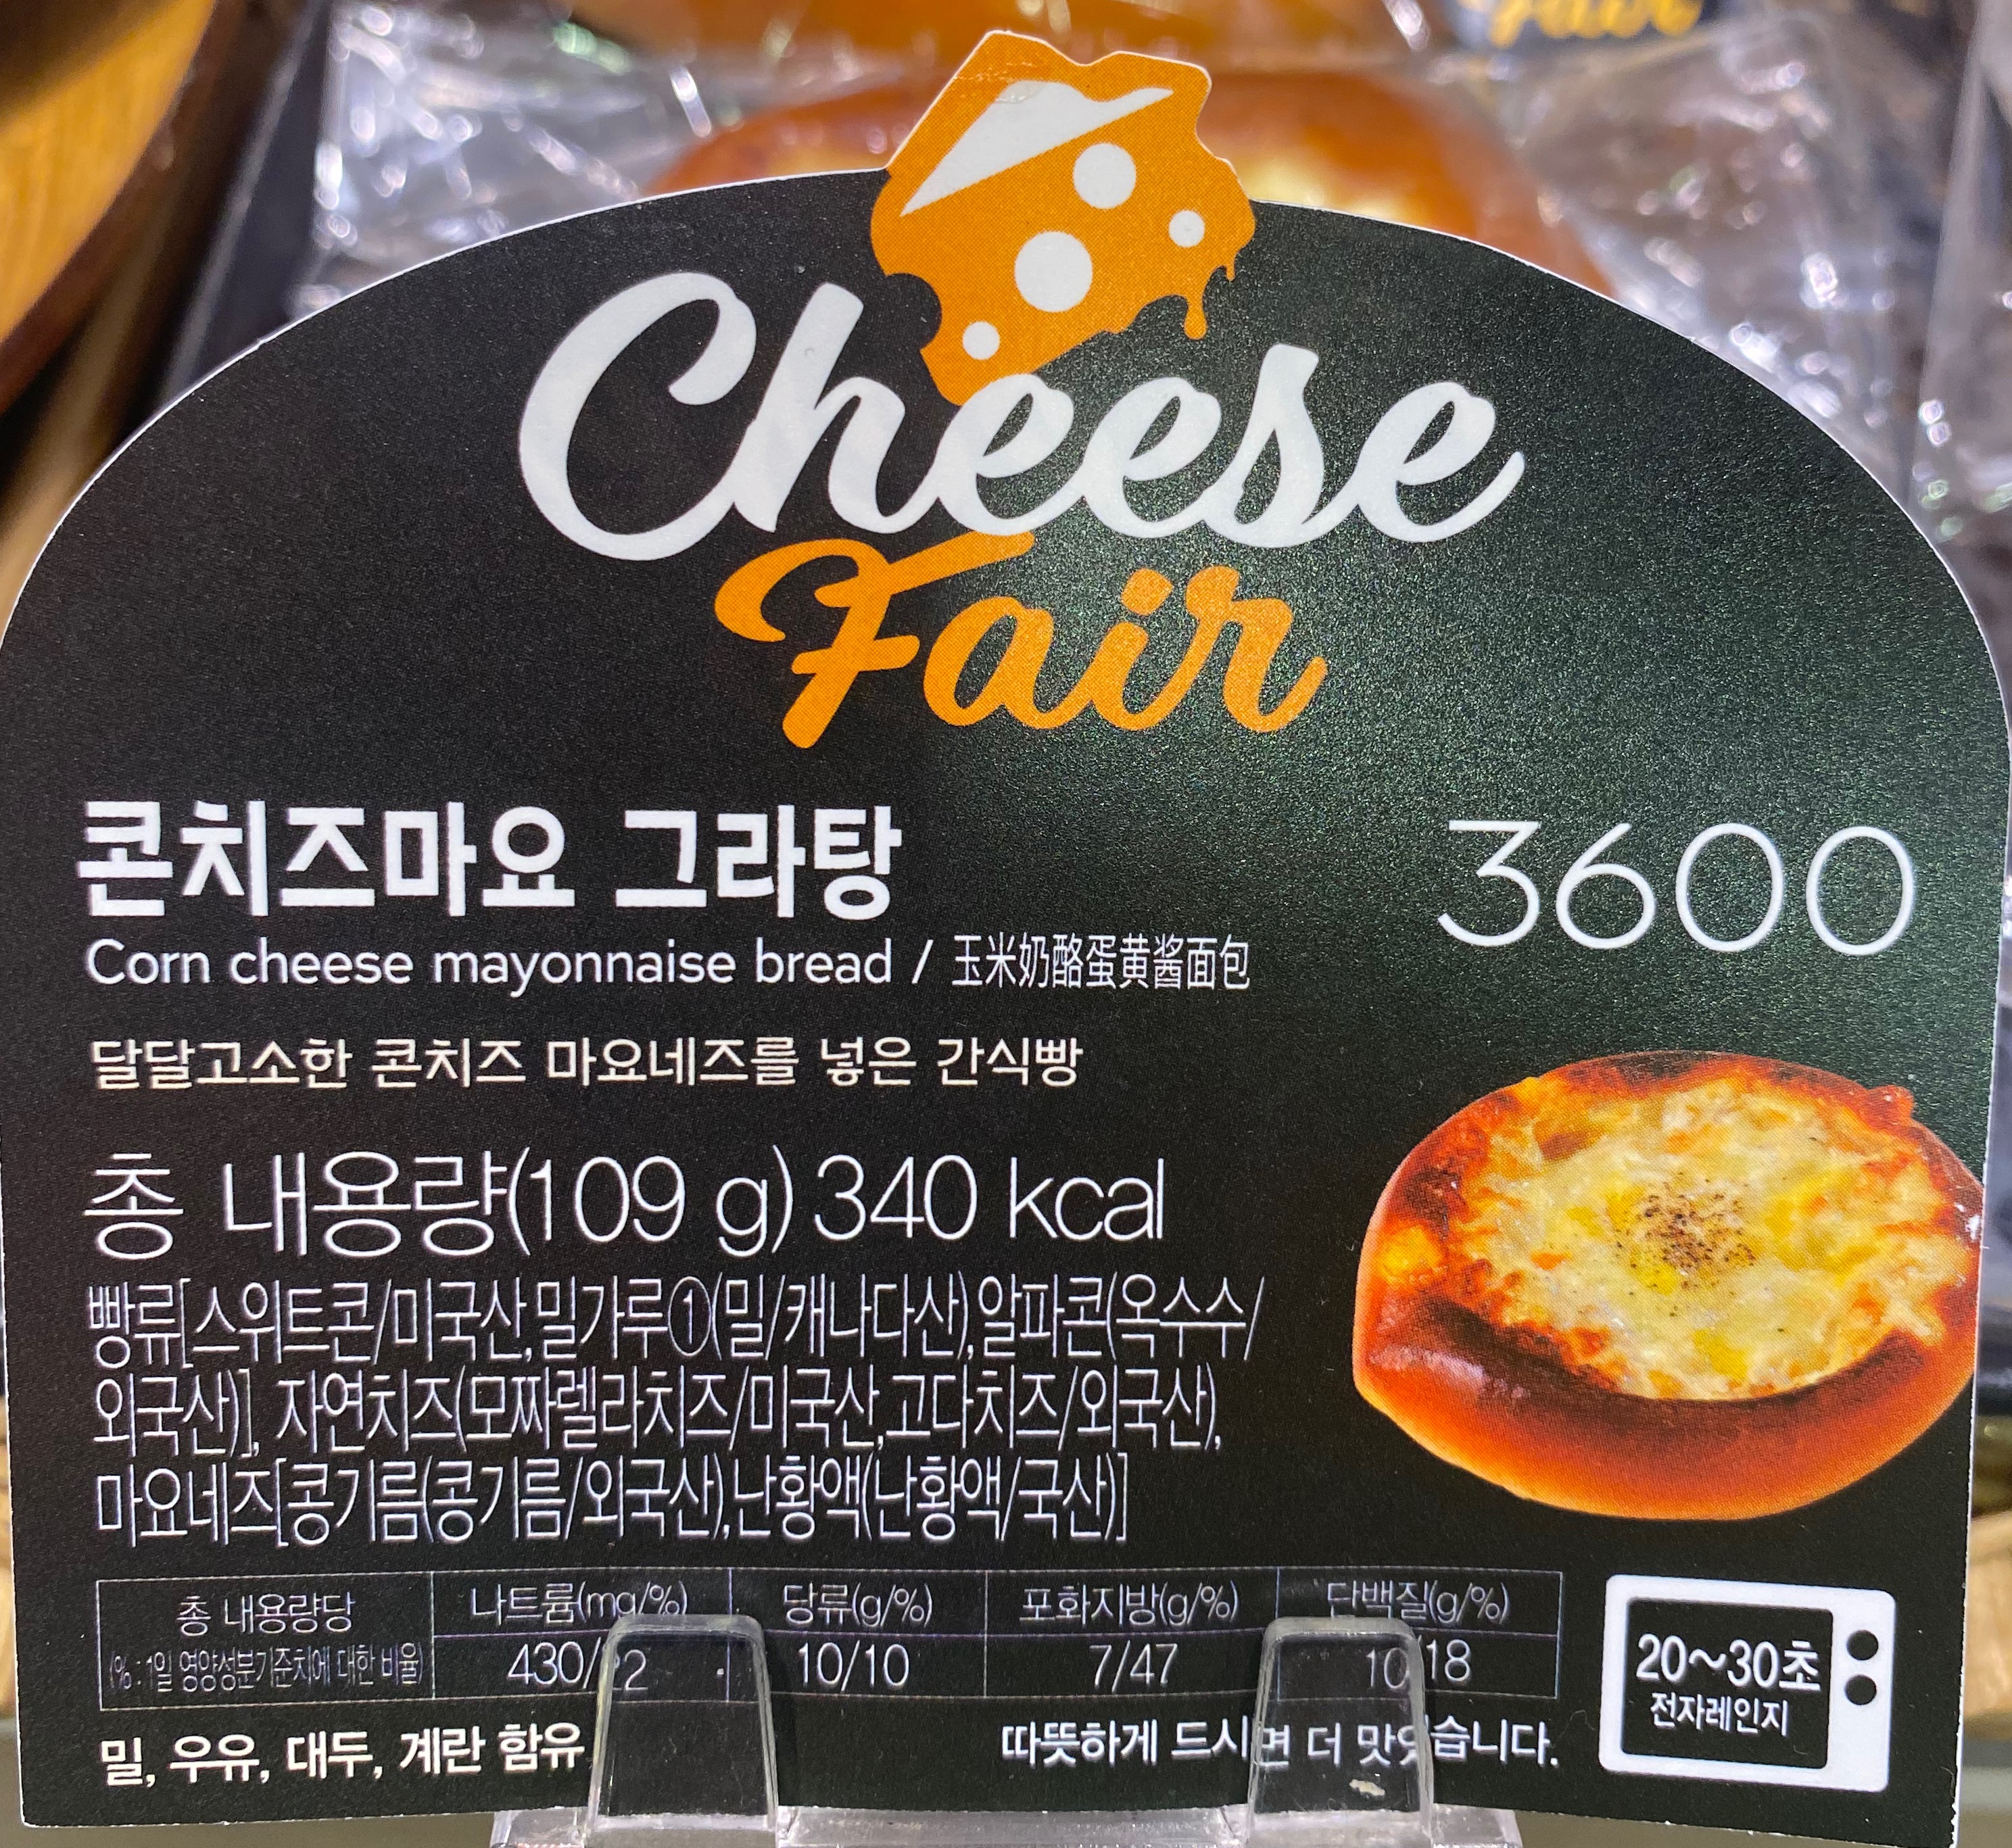 Fair
Cheese
Fair
콘치즈마요 그라탕
3600
Corn cheese mayonnaise bread / 玉米奶酪蛋黄酱面包
달달고소한 콘치즈 마요네즈를 넣은 간식빵
총 내용량(109 g) 340 kcal
빵류[스위트콘/미국산,밀가루①(밀/캐나다산),알파콘(옥수수/
외국산)], 자연치즈(모짜렐라치즈/미국산,고다치즈/외국산),
마요네즈[콩기름(콩기름/외국산),난황액(난황액/국산)]
총 내용량당 나트륨(mg/%) 당류(g/%) 포화지방(g/%) 단백질(g/%)
(% : 1일 영양성분기준치에 대한 비율) 430/22 10/10 7/47 10/18
20~30초
전자레인지
밀, 우유, 대두, 계란 함유
따뜻하게 드시면 더 맛있습니다.